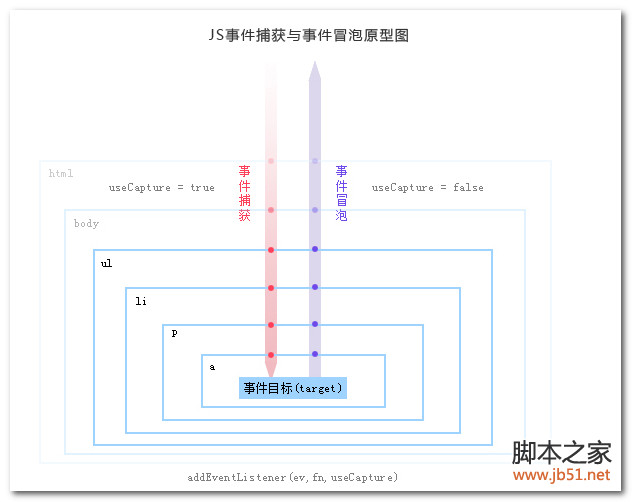 JS事件捕获与事件冒泡原型图
html
useCapture = true
事件捕获
事件冒泡
useCapture = false
body
ul
li
p
a
事件目标(target)
addEventListener(ev,fn,useCapture)
脚本之家
www.jb51.net